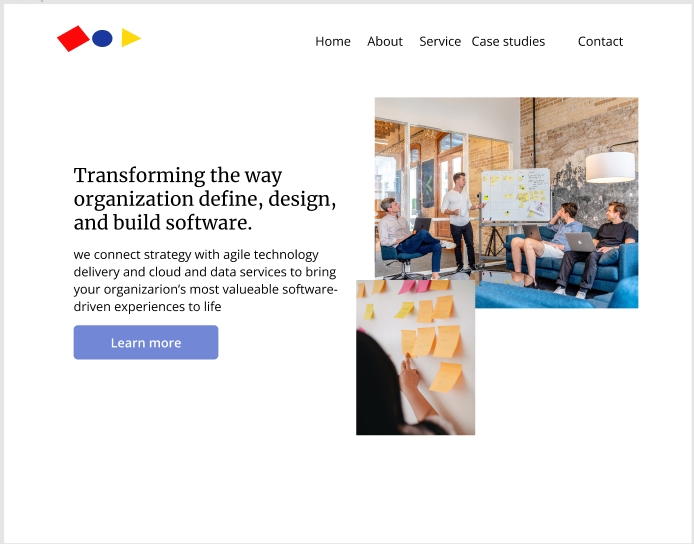 Home About Service Case studies Contact
Transforming the way
organization define, design,
and build software.
we connect strategy with agile technology
delivery and cloud and data services to bring
your organizarion's most valueable software-
driven experiences to life
Learn more